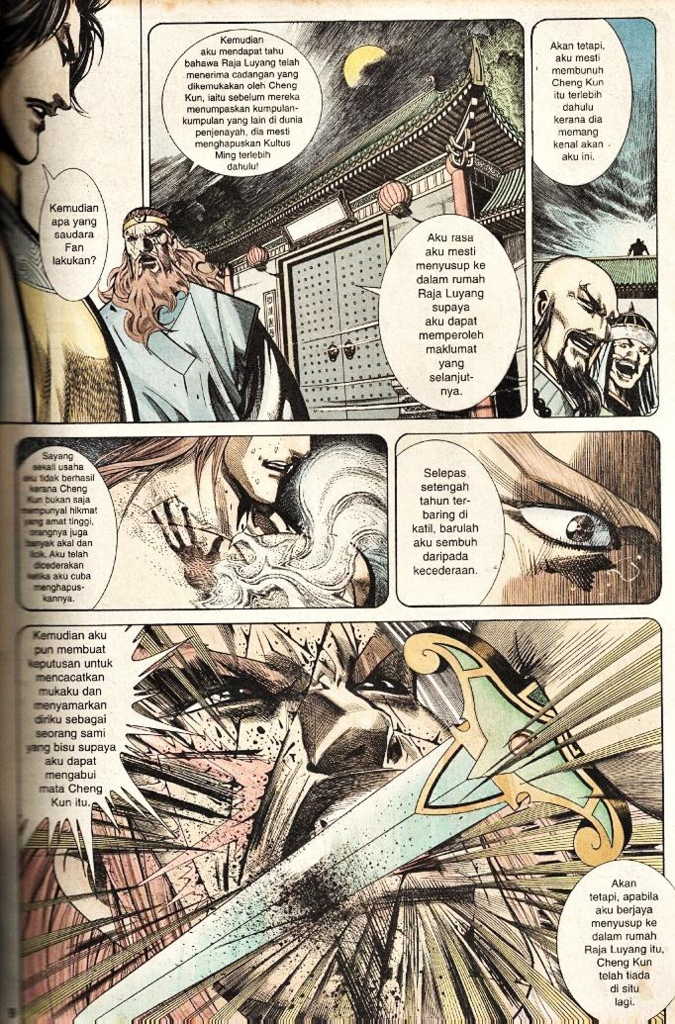 Kemudian
apa yang
saudara
Fan
lakukan?
Kemudian
aku mendapat tahu
bahawa Raja Luyang telah
menerima cadangan yang
dikemukakan oleh Cheng
Kun, iaitu sebelum mereka
menumpaskan kumpulan-
kumpulan yang lain di dunia
penjenayah, dia mesti
menghapuskan Kultus
Ming terlebih
dahulu!
Aku rasa
aku mesti
menyusup ke
dalam rumah
Raja Luyang
supaya
aku dapat
memperoleh
maklumat
yang
selanjut-
nya.
Akan tetapi,
aku mesti
membunuh
Cheng Kun
itu terlebih
dahulu
kerana dia
memang
kenal akan
aku ini.
Sayang
sekali usaha
aku tidak berhasil
kerana Cheng
Kun bukan saja
mempunyai hikmat
yang amat tinggi,
orangnya juga
banyak akal dan
licik. Aku telah
dicederakan
ketika aku cuba
menghapus-
kannya.
Selepas
setengah
tahun ter-
baring di
katil, barulah
aku sembuh
daripada
kecederaan.
Kemudian aku
pun membuat
keputusan untuk
mencacatkan
mukaku dan
menyamarkan
diriku sebagai
seorang sami
yang bisu supaya
aku dapat
mengabui
mata Cheng
Kun itu.
Akan
tetapi, apabila
aku berjaya
menyusup ke
dalam rumah
Raja Luyang itu,
Cheng Kun
telah tiada
di situ
lagi.